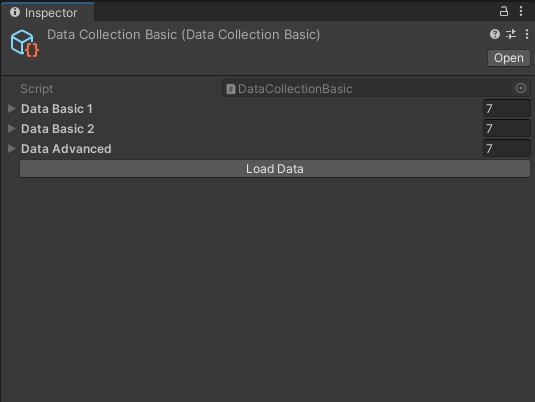 Inspector
Data Collection Basic (Data Collection Basic)
Open
Script DataCollectionBasic
Data Basic 1 7
Data Basic 2 7
Data Advanced 7
Load Data